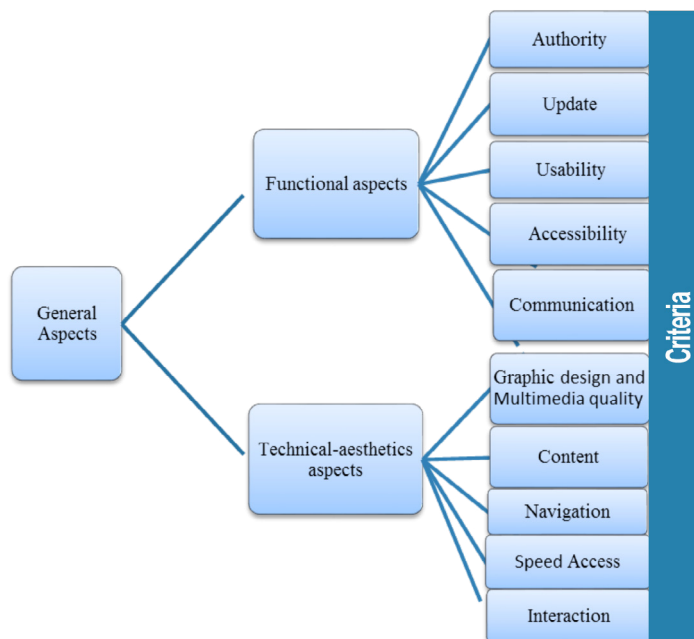 Authority
Update
Functional aspects
Usability
Accessibility
General
Aspects
Communication
Criteria
Graphic design and
Multimedia quality
Technical-aesthetics
aspects
Content
Navigation
Speed Access
Interaction